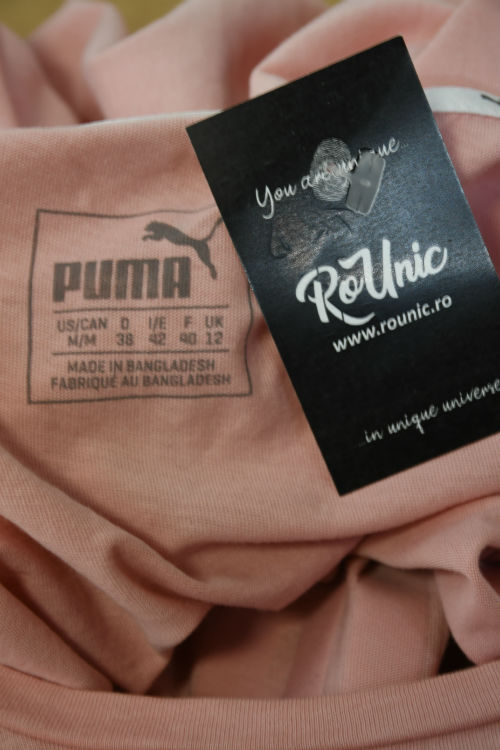 PUMA
US/CAN D I/E F UK
M/M 38 42 40 12
MADE IN BANGLADESH
FABRIQUÉ AU BANGLADESH
You are unique...
RoUnic
www.rounic.ro
...in unique universe